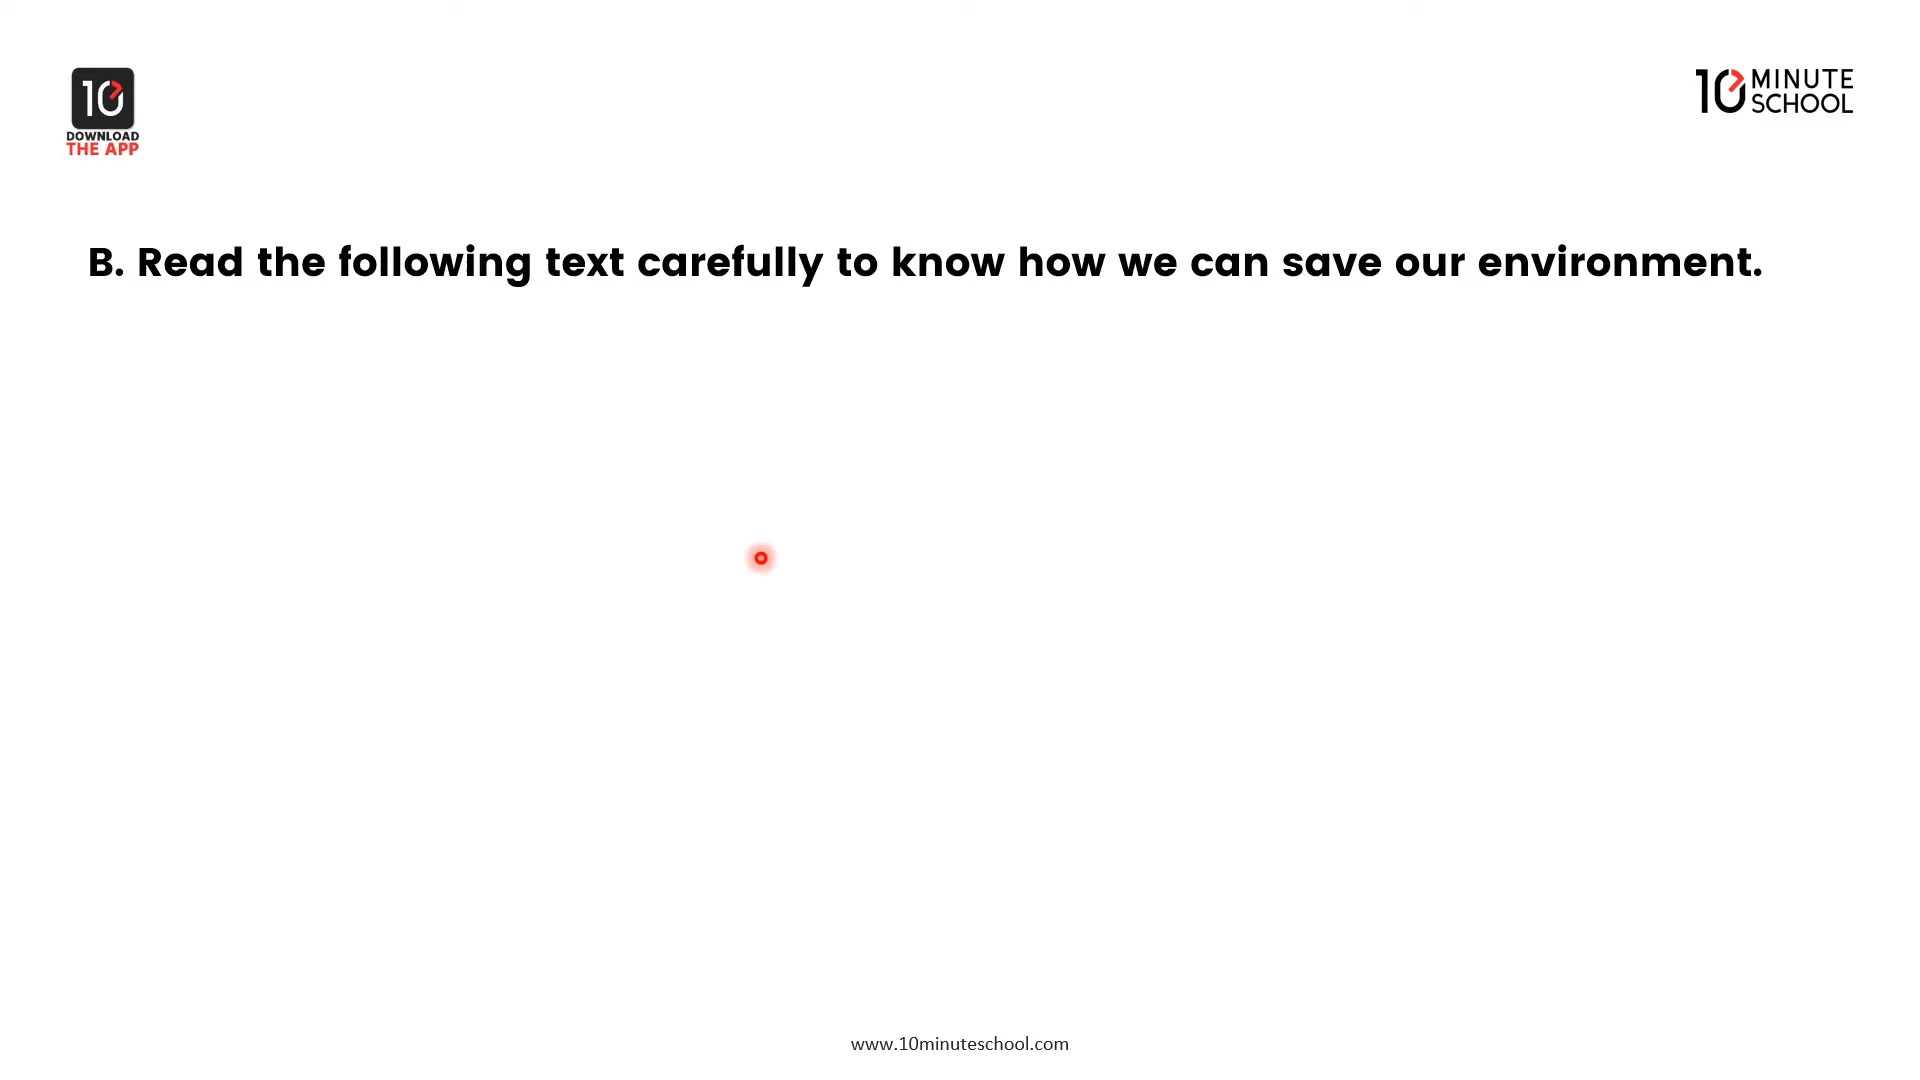 10
DOWNLOAD
THE APP
10 MINUTE
SCHOOL
B. Read the following text carefully to know how we can save our environment.
www.10minuteschool.com